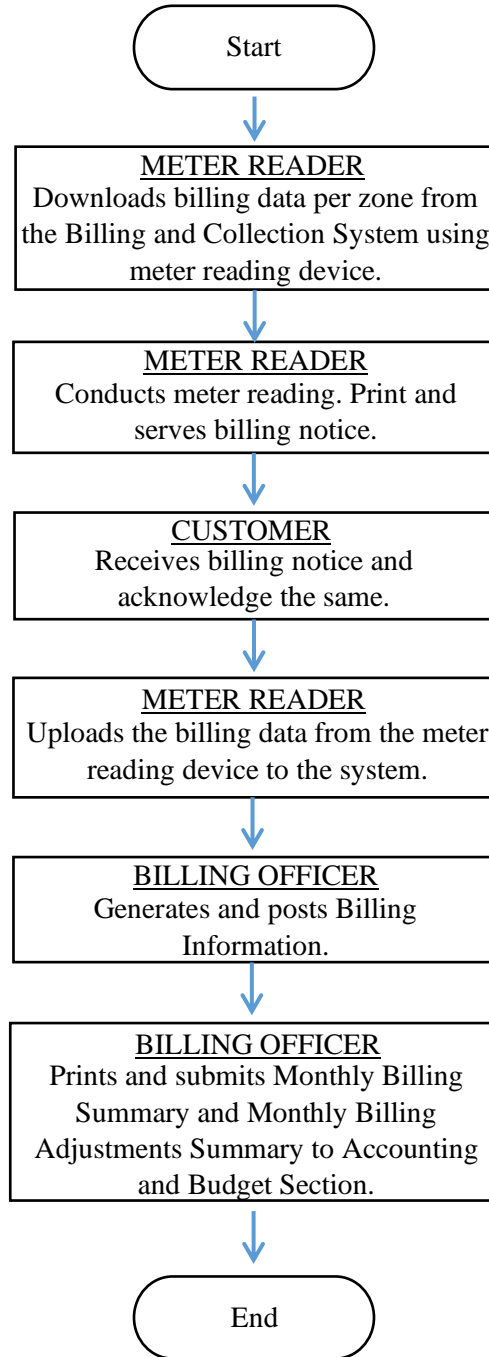 Start
METER READER
Downloads billing data per zone from
the Billing and Collection System using
meter reading device.
METER READER
Conducts meter reading. Print and
serves billing notice.
CUSTOMER
Receives billing notice and
acknowledge the same.
METER READER
Uploads the billing data from the meter
reading device to the system.
BILLING OFFICER
Generates and posts Billing
Information.
BILLING OFFICER
Prints and submits Monthly Billing
Summary and Monthly Billing
Adjustments Summary to Accounting
and Budget Section.
End